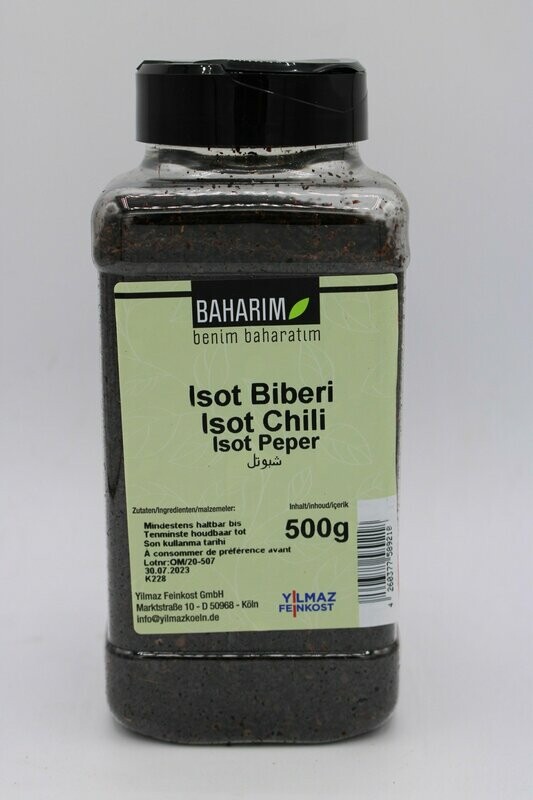 BAHARIM
benim baharatım
Isot Biberi
Isot Chili
Isot Peper
شبوتل
Zutaten/Ingredienten/malzemeler:
Inhalt/inhoud/içerik
500g
Mindestens haltbar bis
Tenminste houdbaar tot
Son kullanma tarihi
À consommer de préférence avant
Lotnr:OM/20-507
30.07.2023
K228
Yilmaz Feinkost GmbH
Marktstraße 10 - D 50968 - Köln
info@yilmazkoeln.de
YILMAZ
FEINKOST